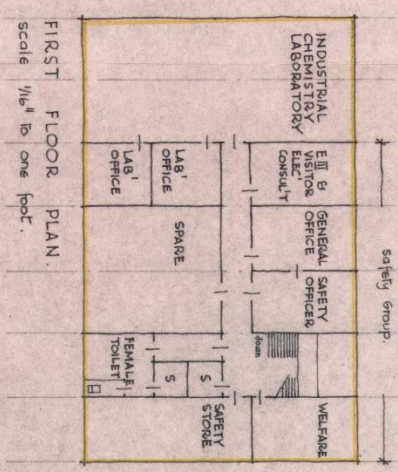 safety GROUP.
INDUSTRIAL
CHEMISTRY
LABORATORY
E III &
VISITOR
ELEC'
CONSUL'T
GENERAL
OFFICE
SAFETY
OFFICER
down
WELFARE
LAB'
OFFICE
LAB'
OFFICE
SPARE
FEMALE
TOILET
S
S
SAFETY
STORE
FIRST FLOOR PLAN.
scale 1/16" to one foot.